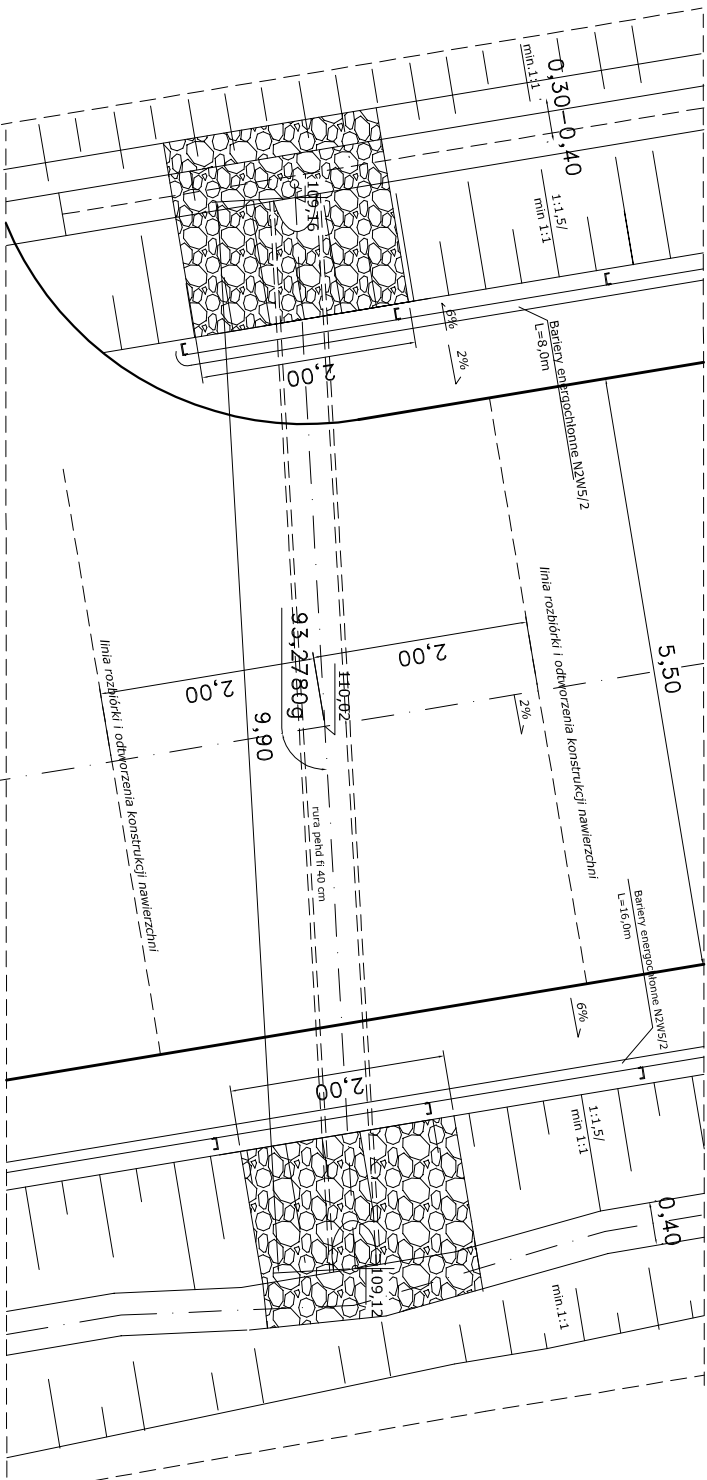 0,30-0,40
min.1:1
1:1,5/
min 1:1
109,16
6%
2%
Bariery energochłonne N2W5/2
L=8,0m
2,00
linia rozbiórki i odtworzenia konstrukcji nawierzchni
5,50
2,00
2,00
93,2780g
110,02
9,90
2%
linia rozbiórki i odtworzenia konstrukcji nawierzchni
rura pehd fi 40 cm
Bariery energochłonne N2W5/2
L=16,0m
6%
2,00
1:1,5/
min 1:1
0,40
109,12
min.1:1